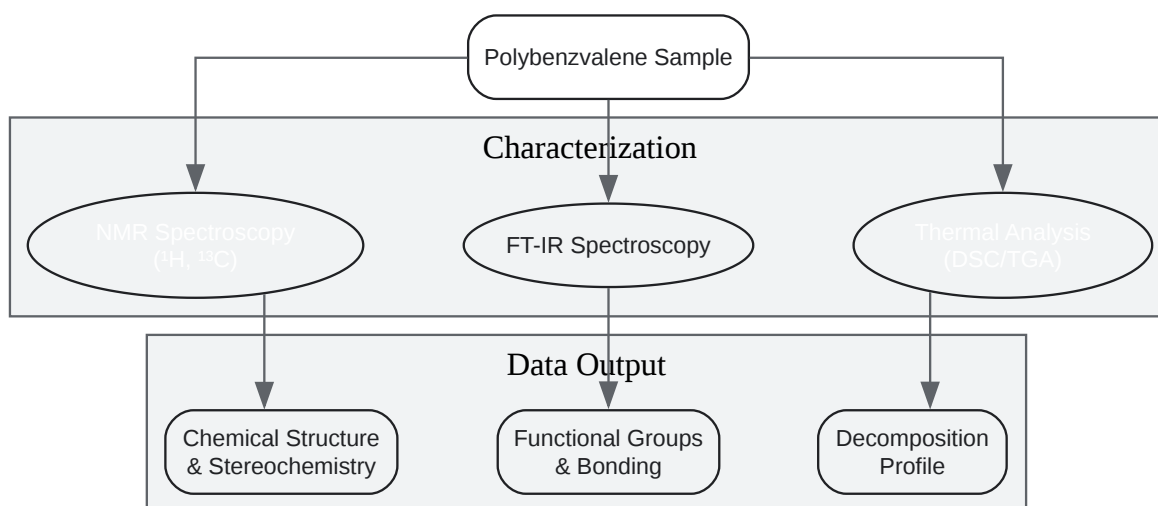 Polybenzvalene Sample
Characterization
NMR Spectroscopy
(¹H, ¹³C)
FT-IR Spectroscopy
Thermal Analysis
(DSC/TGA)
Data Output
Chemical Structure
& Stereochemistry
Functional Groups
& Bonding
Decomposition
Profile